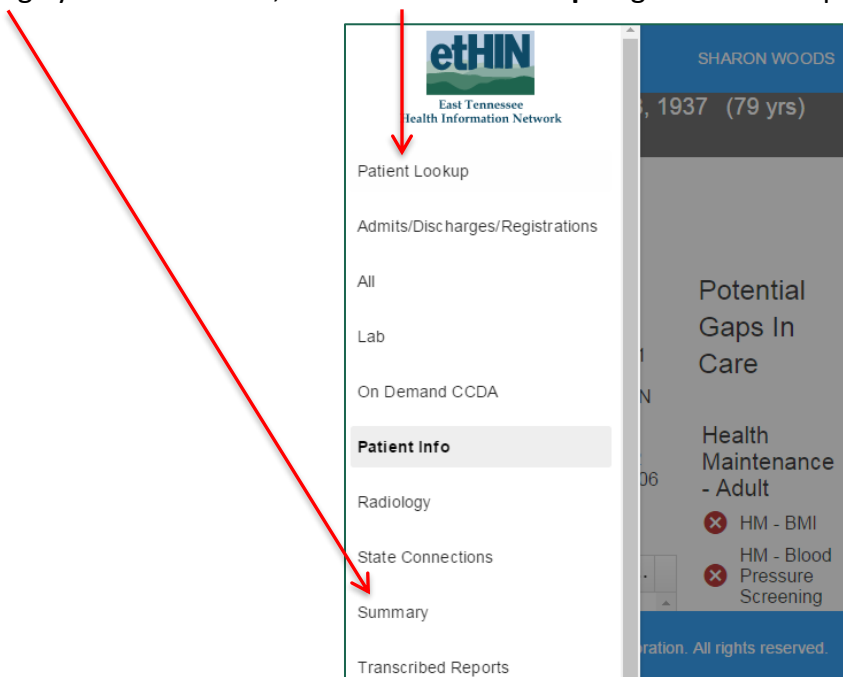 etHIN
East Tennessee
Health Information Network
SHARON WOODS
, 1937 (79 yrs)
Patient Lookup
Admits/Discharges/Registrations
All
Lab
On Demand CCDA
Patient Info
Radiology
State Connections
Summary
Transcribed Reports
Potential
Gaps In
Care
N
06
Health
Maintenance
- Adult
HM - BMI
HM - Blood
Pressure
Screening
oration. All rights reserved.